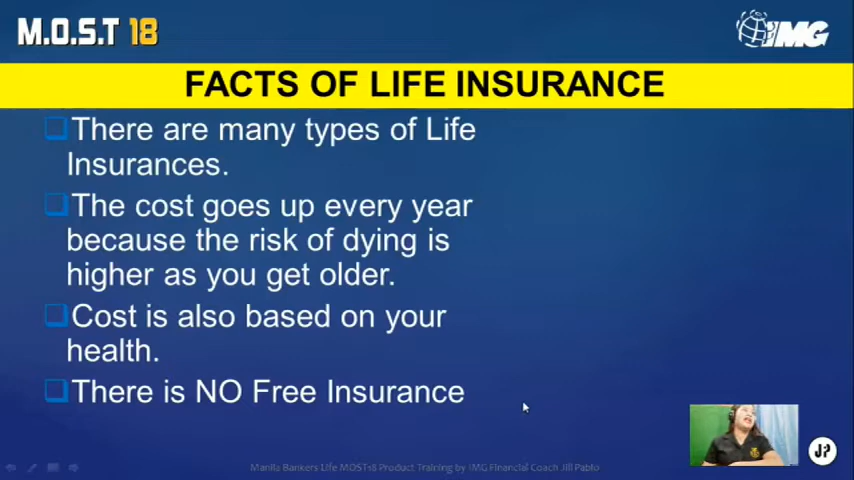 M.O.S.T 18
IMG
FACTS OF LIFE INSURANCE
There are many types of Life
Insurances.
The cost goes up every year
because the risk of dying is
higher as you get older.
Cost is also based on your
health.
There is NO Free Insurance
JP
Manila Bankers Life MOST18 Product Training by IMG Financial Coach Jill Pablo